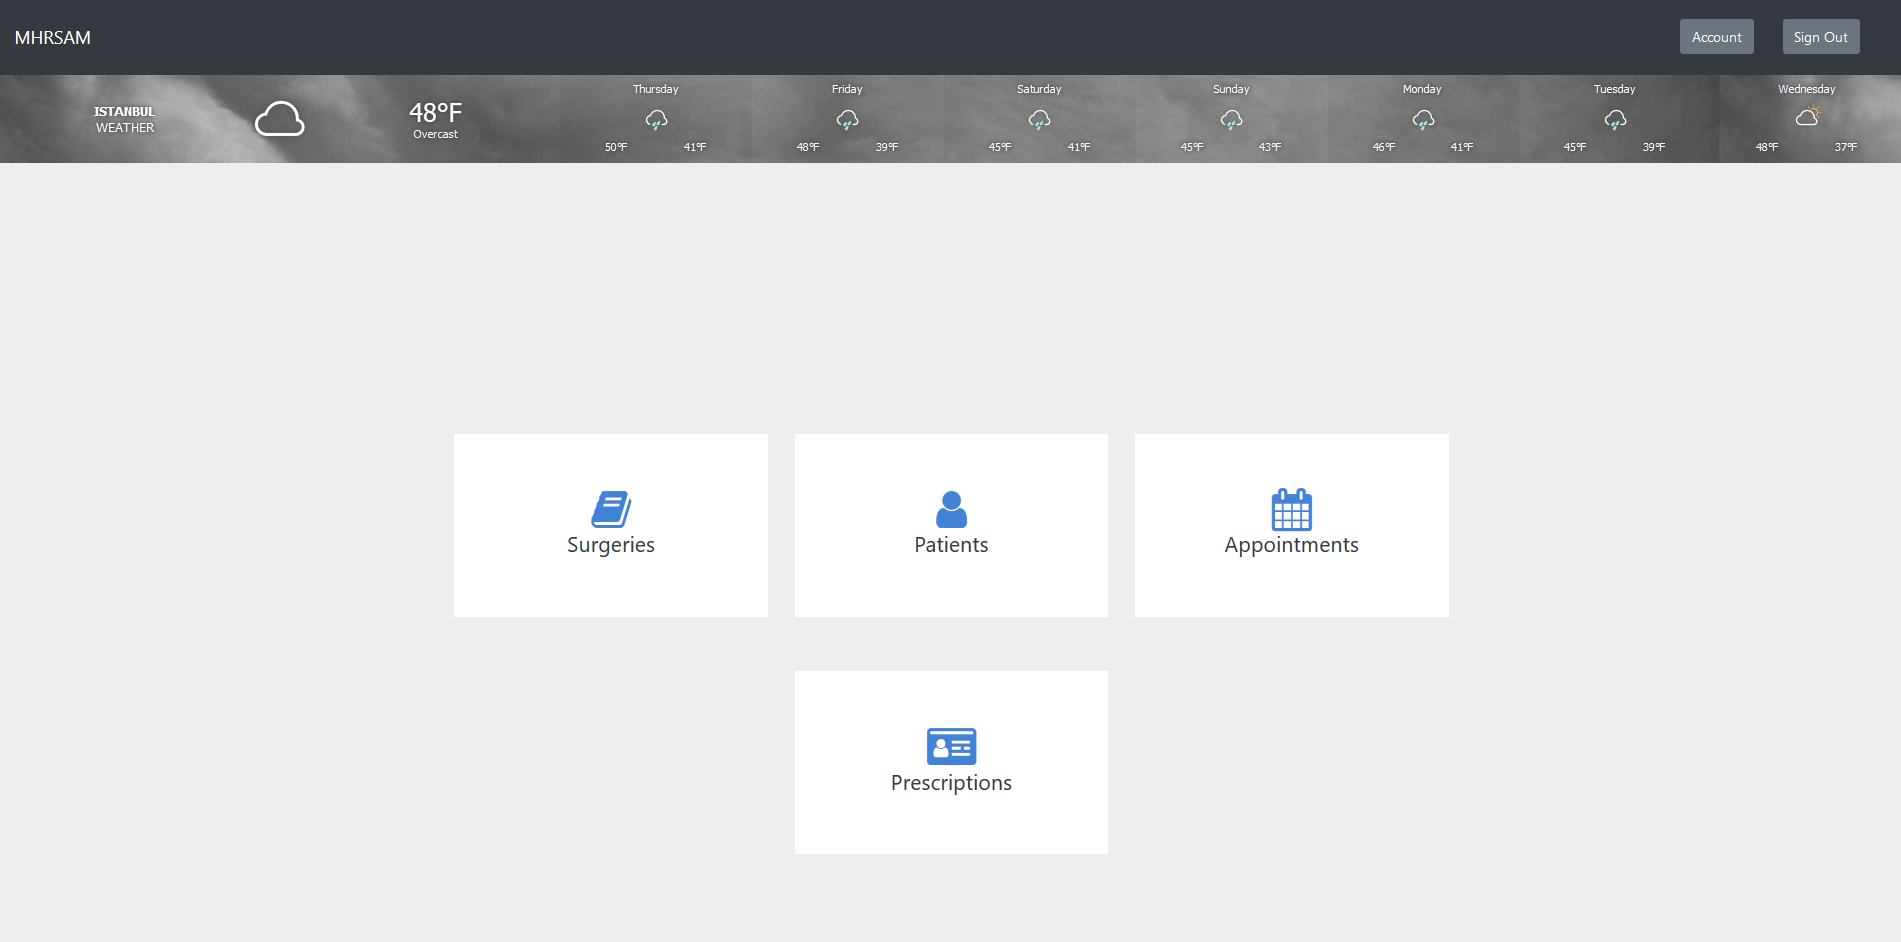 MHRSAM
Account
Sign Out
ISTANBUL
WEATHER
48°F
Overcast
Thursday
50°F 41°F
Friday
48°F 39°F
Saturday
45°F 41°F
Sunday
45°F 43°F
Monday
46°F 41°F
Tuesday
45°F 39°F
Wednesday
48°F 37°F
Surgeries
Patients
Appointments
Prescriptions